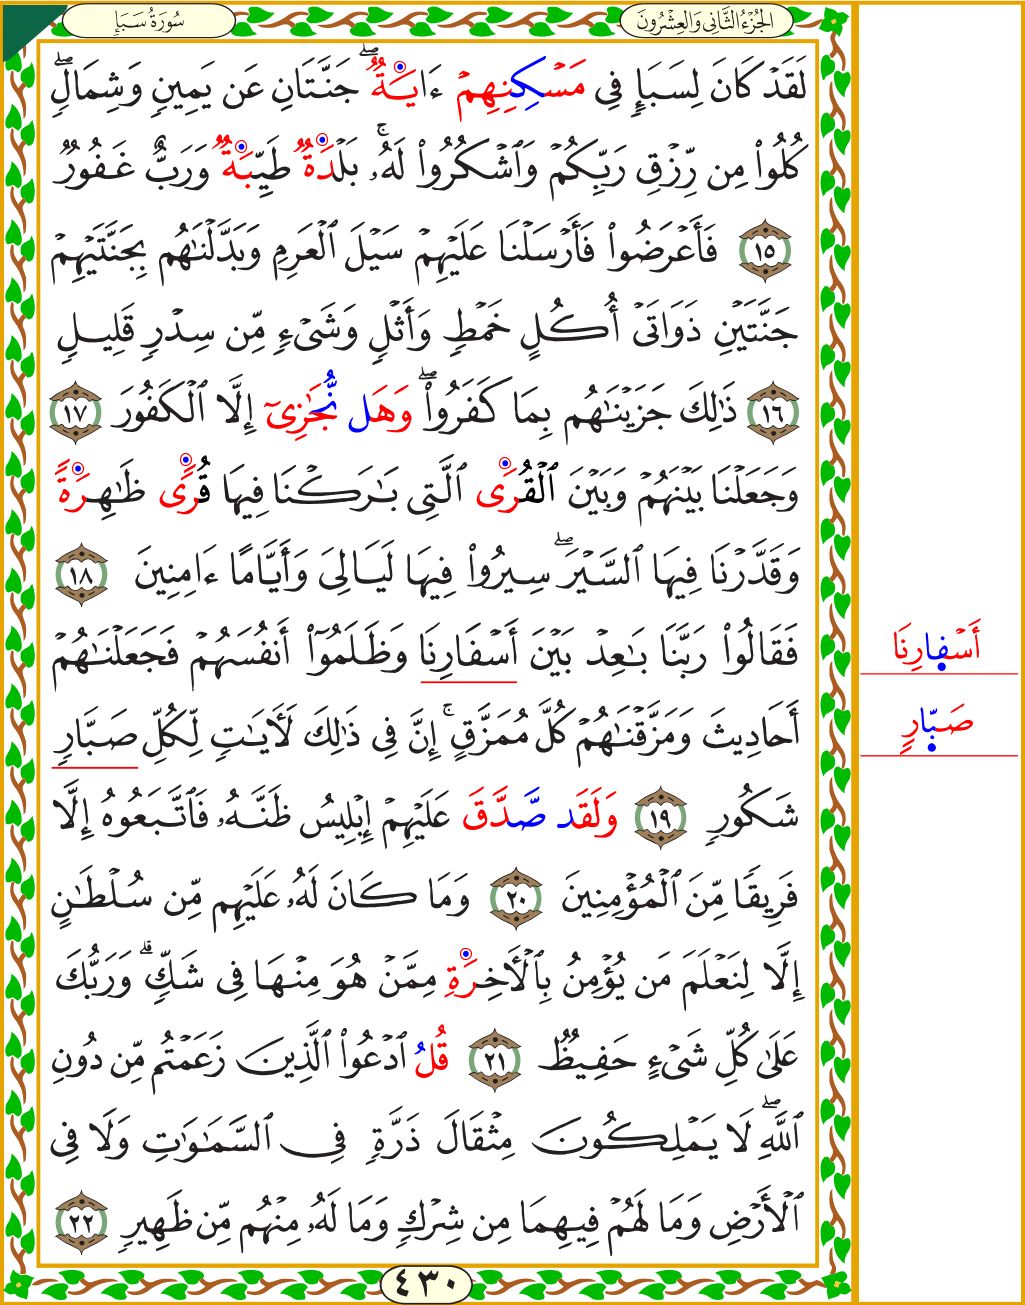 الجُزْءُ الثَّانِي وَالعِشْرُونَ
سُورَةُ سَبَإٍ
لَقَدْ كَانَ لِسَبَإٍ فِى مَسْكِنِهِمْ ءَايَةٌۖ جَنَّتَانِ عَن يَمِينٍ وَشِمَالٍۖ
كُلُوا۟ مِن رِّزْقِ رَبِّكُمْ وَٱشْكُرُوا۟ لَهُۥۚ بَلْدَةٌ طَيِّبَةٌ وَرَبٌّ غَفُورٌ
١٥ فَأَعْرَضُوا۟ فَأَرْسَلْنَا عَلَيْهِمْ سَيْلَ ٱلْعَرِمِ وَبَدَّلْنَٰهُم بِجَنَّتَيْهِمْ
جَنَّتَيْنِ ذَوَاتَىْ أُكُلٍ خَمْطٍ وَأَثْلٍ وَشَىْءٍ مِّن سِدْرٍ قَلِيلٍ
١٦ ذَٰلِكَ جَزَيْنَٰهُم بِمَا كَفَرُوا۟ۖ وَهَل نُّجَٰزِىٓ إِلَّا ٱلْكَفُورَ ١٧
وَجَعَلْنَا بَيْنَهُمْ وَبَيْنَ ٱلْقُرَى ٱلَّتِى بَٰرَكْنَا فِيهَا قُرًى ظَٰهِرَةً
وَقَدَّرْنَا فِيهَا ٱلسَّيْرَۖ سِيرُوا۟ فِيهَا لَيَالِىَ وَأَيَّامًا ءَامِنِينَ ١٨
فَقَالُوا۟ رَبَّنَا بَٰعِدْ بَيْنَ أَسْفَارِنَا وَظَلَمُوٓا۟ أَنفُسَهُمْ فَجَعَلْنَٰهُمْ
أَحَادِيثَ وَمَزَّقْنَٰهُمْ كُلَّ مُمَزَّقٍۚ إِنَّ فِى ذَٰلِكَ لَءَايَٰتٍ لِّكُلِّ صَبَّارٍ
شَكُورٍ ١٩ وَلَقَد صَّدَّقَ عَلَيْهِمْ إِبْلِيسُ ظَنَّهُۥ فَٱتَّبَعُوهُ إِلَّا
فَرِيقًا مِّنَ ٱلْمُؤْمِنِينَ ٢٠ وَمَا كَانَ لَهُۥ عَلَيْهِم مِّن سُلْطَٰنٍ
إِلَّا لِنَعْلَمَ مَن يُؤْمِنُ بِٱلْءَاخِرَةِ مِمَّنْ هُوَ مِنْهَا فِى شَكٍّۗ وَرَبُّكَ
عَلَىٰ كُلِّ شَىْءٍ حَفِيظٌ ٢١ قُلُ ٱدْعُوا۟ ٱلَّذِينَ زَعَمْتُم مِّن دُونِ
ٱللَّهِۖ لَا يَمْلِكُونَ مِثْقَالَ ذَرَّةٍ فِى ٱلسَّمَٰوَٰتِ وَلَا فِى
ٱلْأَرْضِ وَمَا لَهُمْ فِيهِمَا مِن شِرْكٍ وَمَا لَهُۥ مِنْهُم مِّن ظَهِيرٍ ٢٢
٤٣٠
أَسْفارِنَا
صَبّارٍ